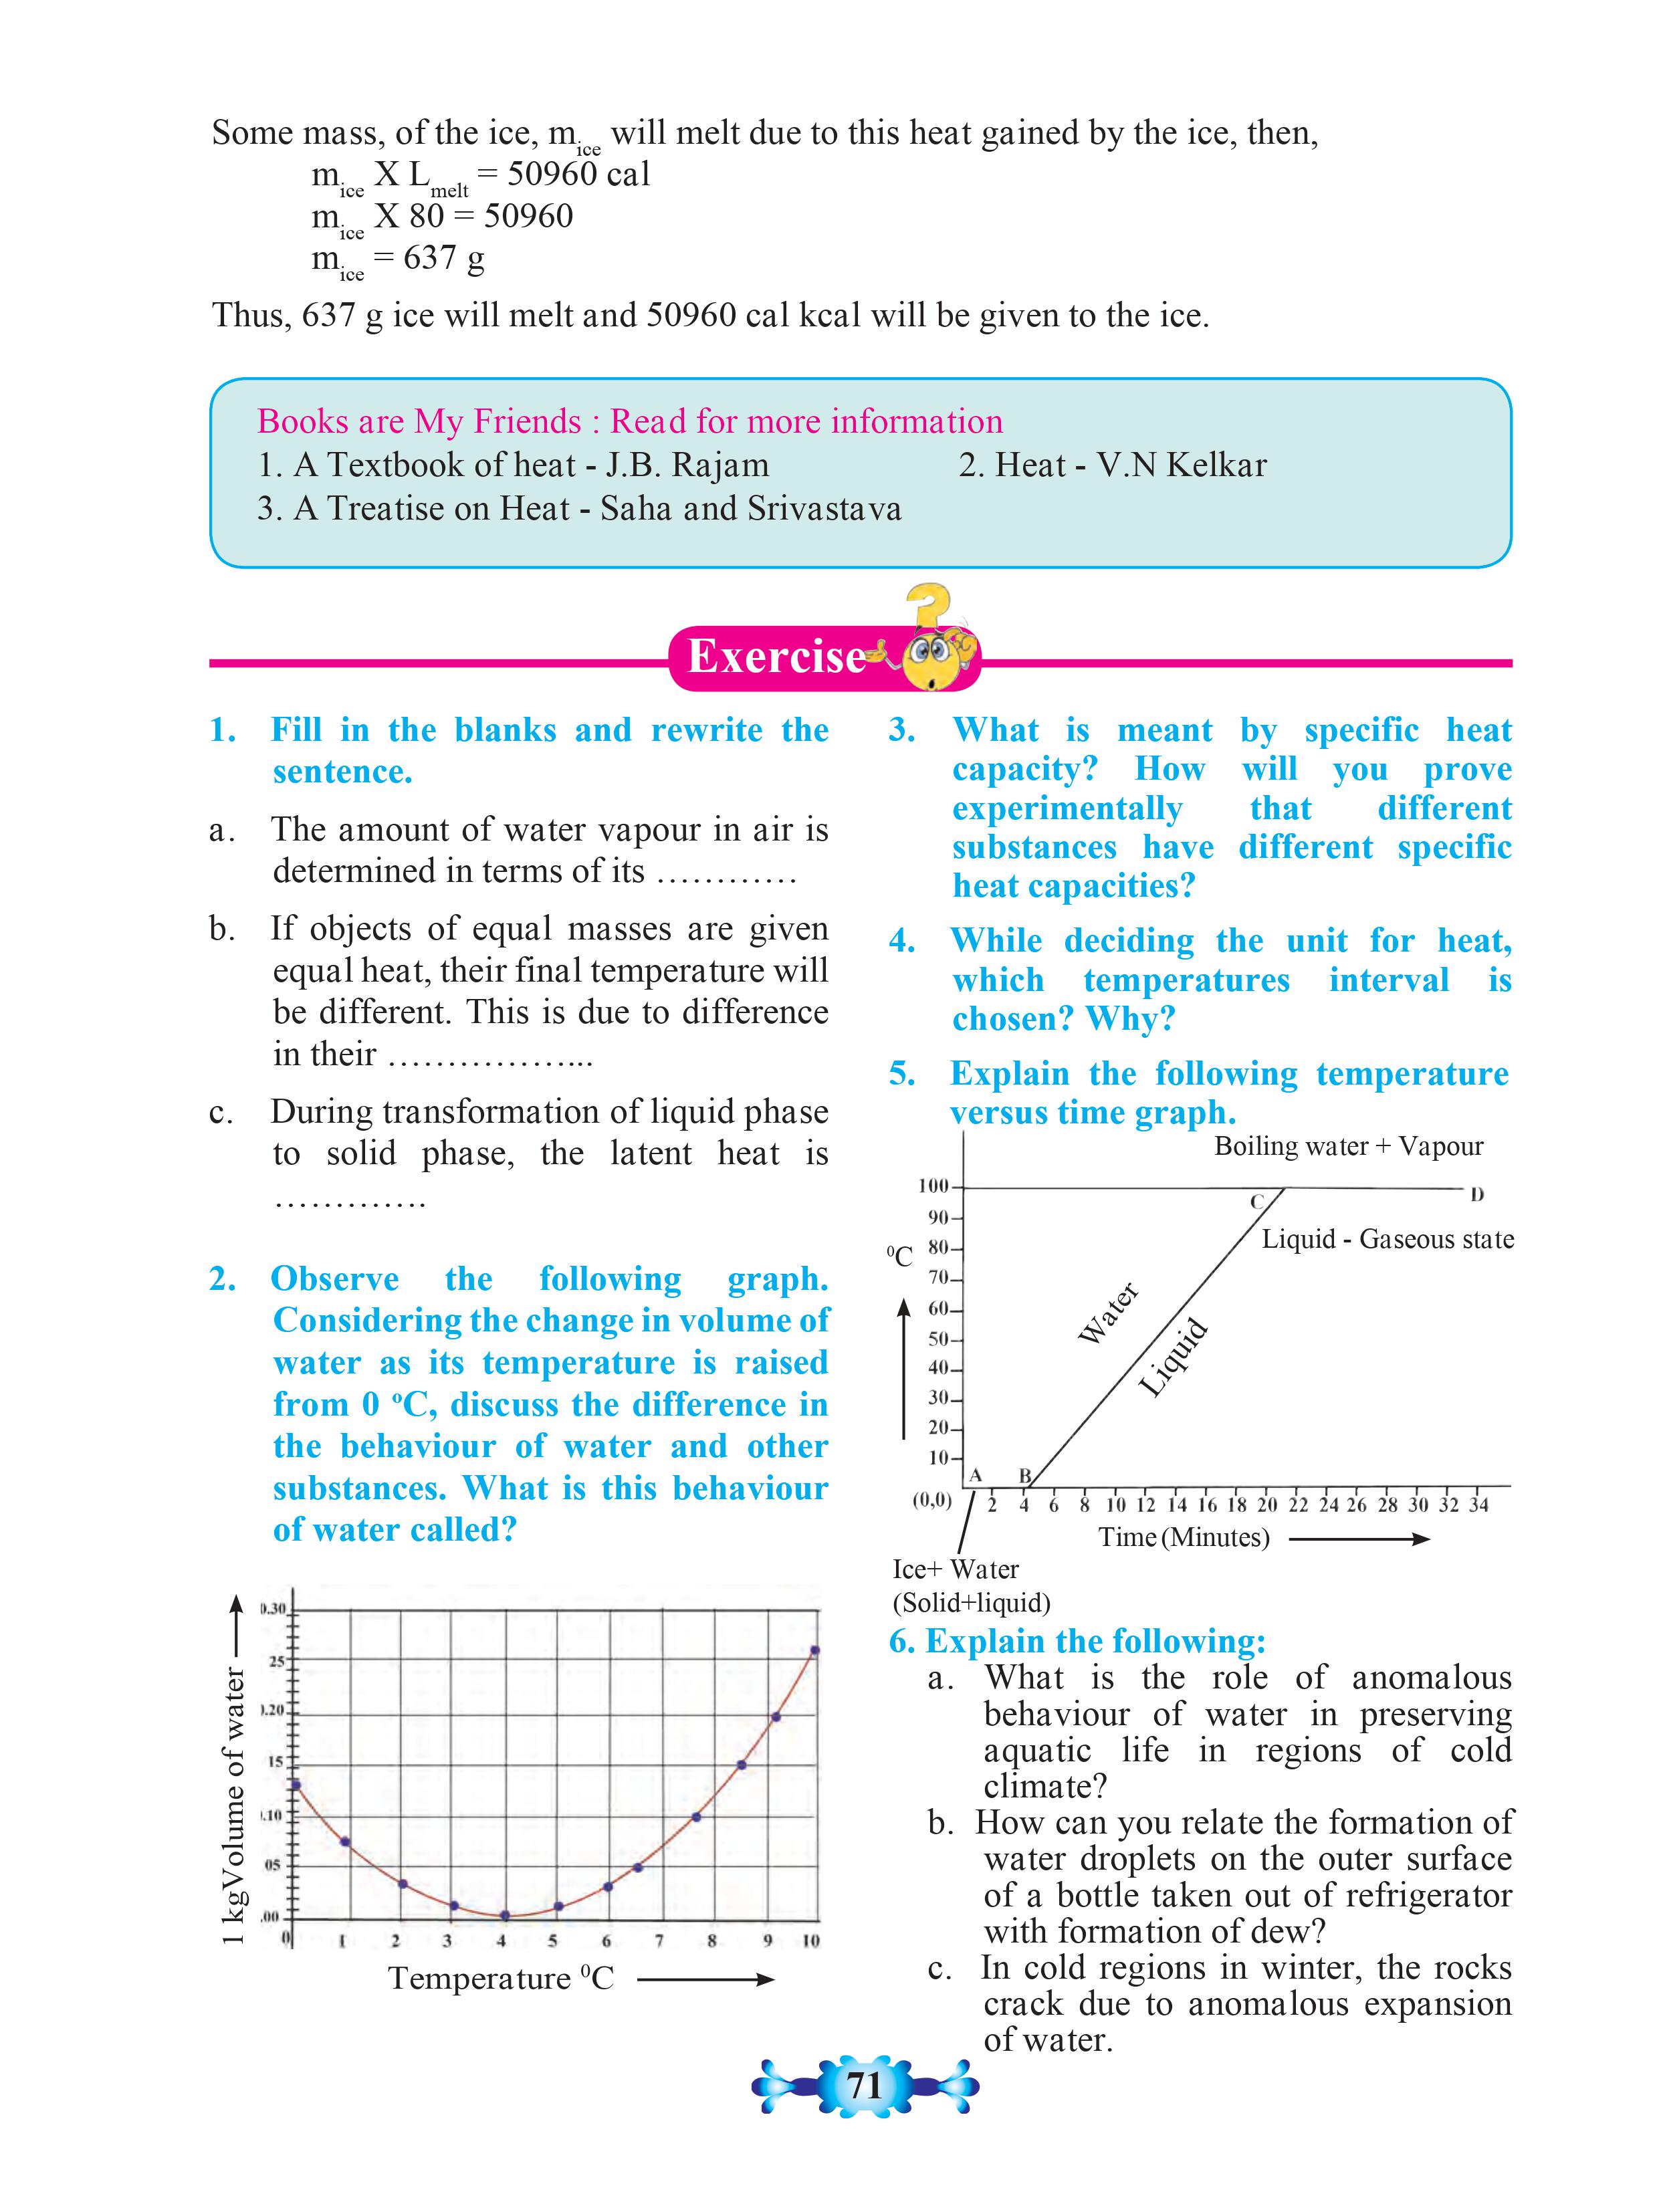 Some mass, of the ice, mice will melt due to this heat gained by the ice, then,
mice X Lmelt = 50960 cal
mice X 80 = 50960
mice = 637 g
Thus, 637 g ice will melt and 50960 cal kcal will be given to the ice.
Books are My Friends : Read for more information
1. A Textbook of heat - J.B. Rajam 2. Heat - V.N Kelkar
3. A Treatise on Heat - Saha and Srivastava
Exercise
1. Fill in the blanks and rewrite the
sentence.
a. The amount of water vapour in air is
determined in terms of its …………
b. If objects of equal masses are given
equal heat, their final temperature will
be different. This is due to difference
in their ……………...
c. During transformation of liquid phase
to solid phase, the latent heat is
………….
2. Observe the following graph.
Considering the change in volume of
water as its temperature is raised
from 0 °C, discuss the difference in
the behaviour of water and other
substances. What is this behaviour
of water called?
1 kgVolume of water
0.30
25
0.20
15
.10
05
.00
0 1 2 3 4 5 6 7 8 9 10
Temperature ⁰C
3. What is meant by specific heat
capacity? How will you prove
experimentally that different
substances have different specific
heat capacities?
4. While deciding the unit for heat,
which temperatures interval is
chosen? Why?
5. Explain the following temperature
versus time graph.
Boiling water + Vapour
100
90
80
70
60
50
40
30
20
10
⁰C
C
D
Liquid - Gaseous state
Water
Liquid
A B
(0,0) 2 4 6 8 10 12 14 16 18 20 22 24 26 28 30 32 34
Time (Minutes)
Ice+ Water
(Solid+liquid)
6. Explain the following:
a. What is the role of anomalous
behaviour of water in preserving
aquatic life in regions of cold
climate?
b. How can you relate the formation of
water droplets on the outer surface
of a bottle taken out of refrigerator
with formation of dew?
c. In cold regions in winter, the rocks
crack due to anomalous expansion
of water.
71